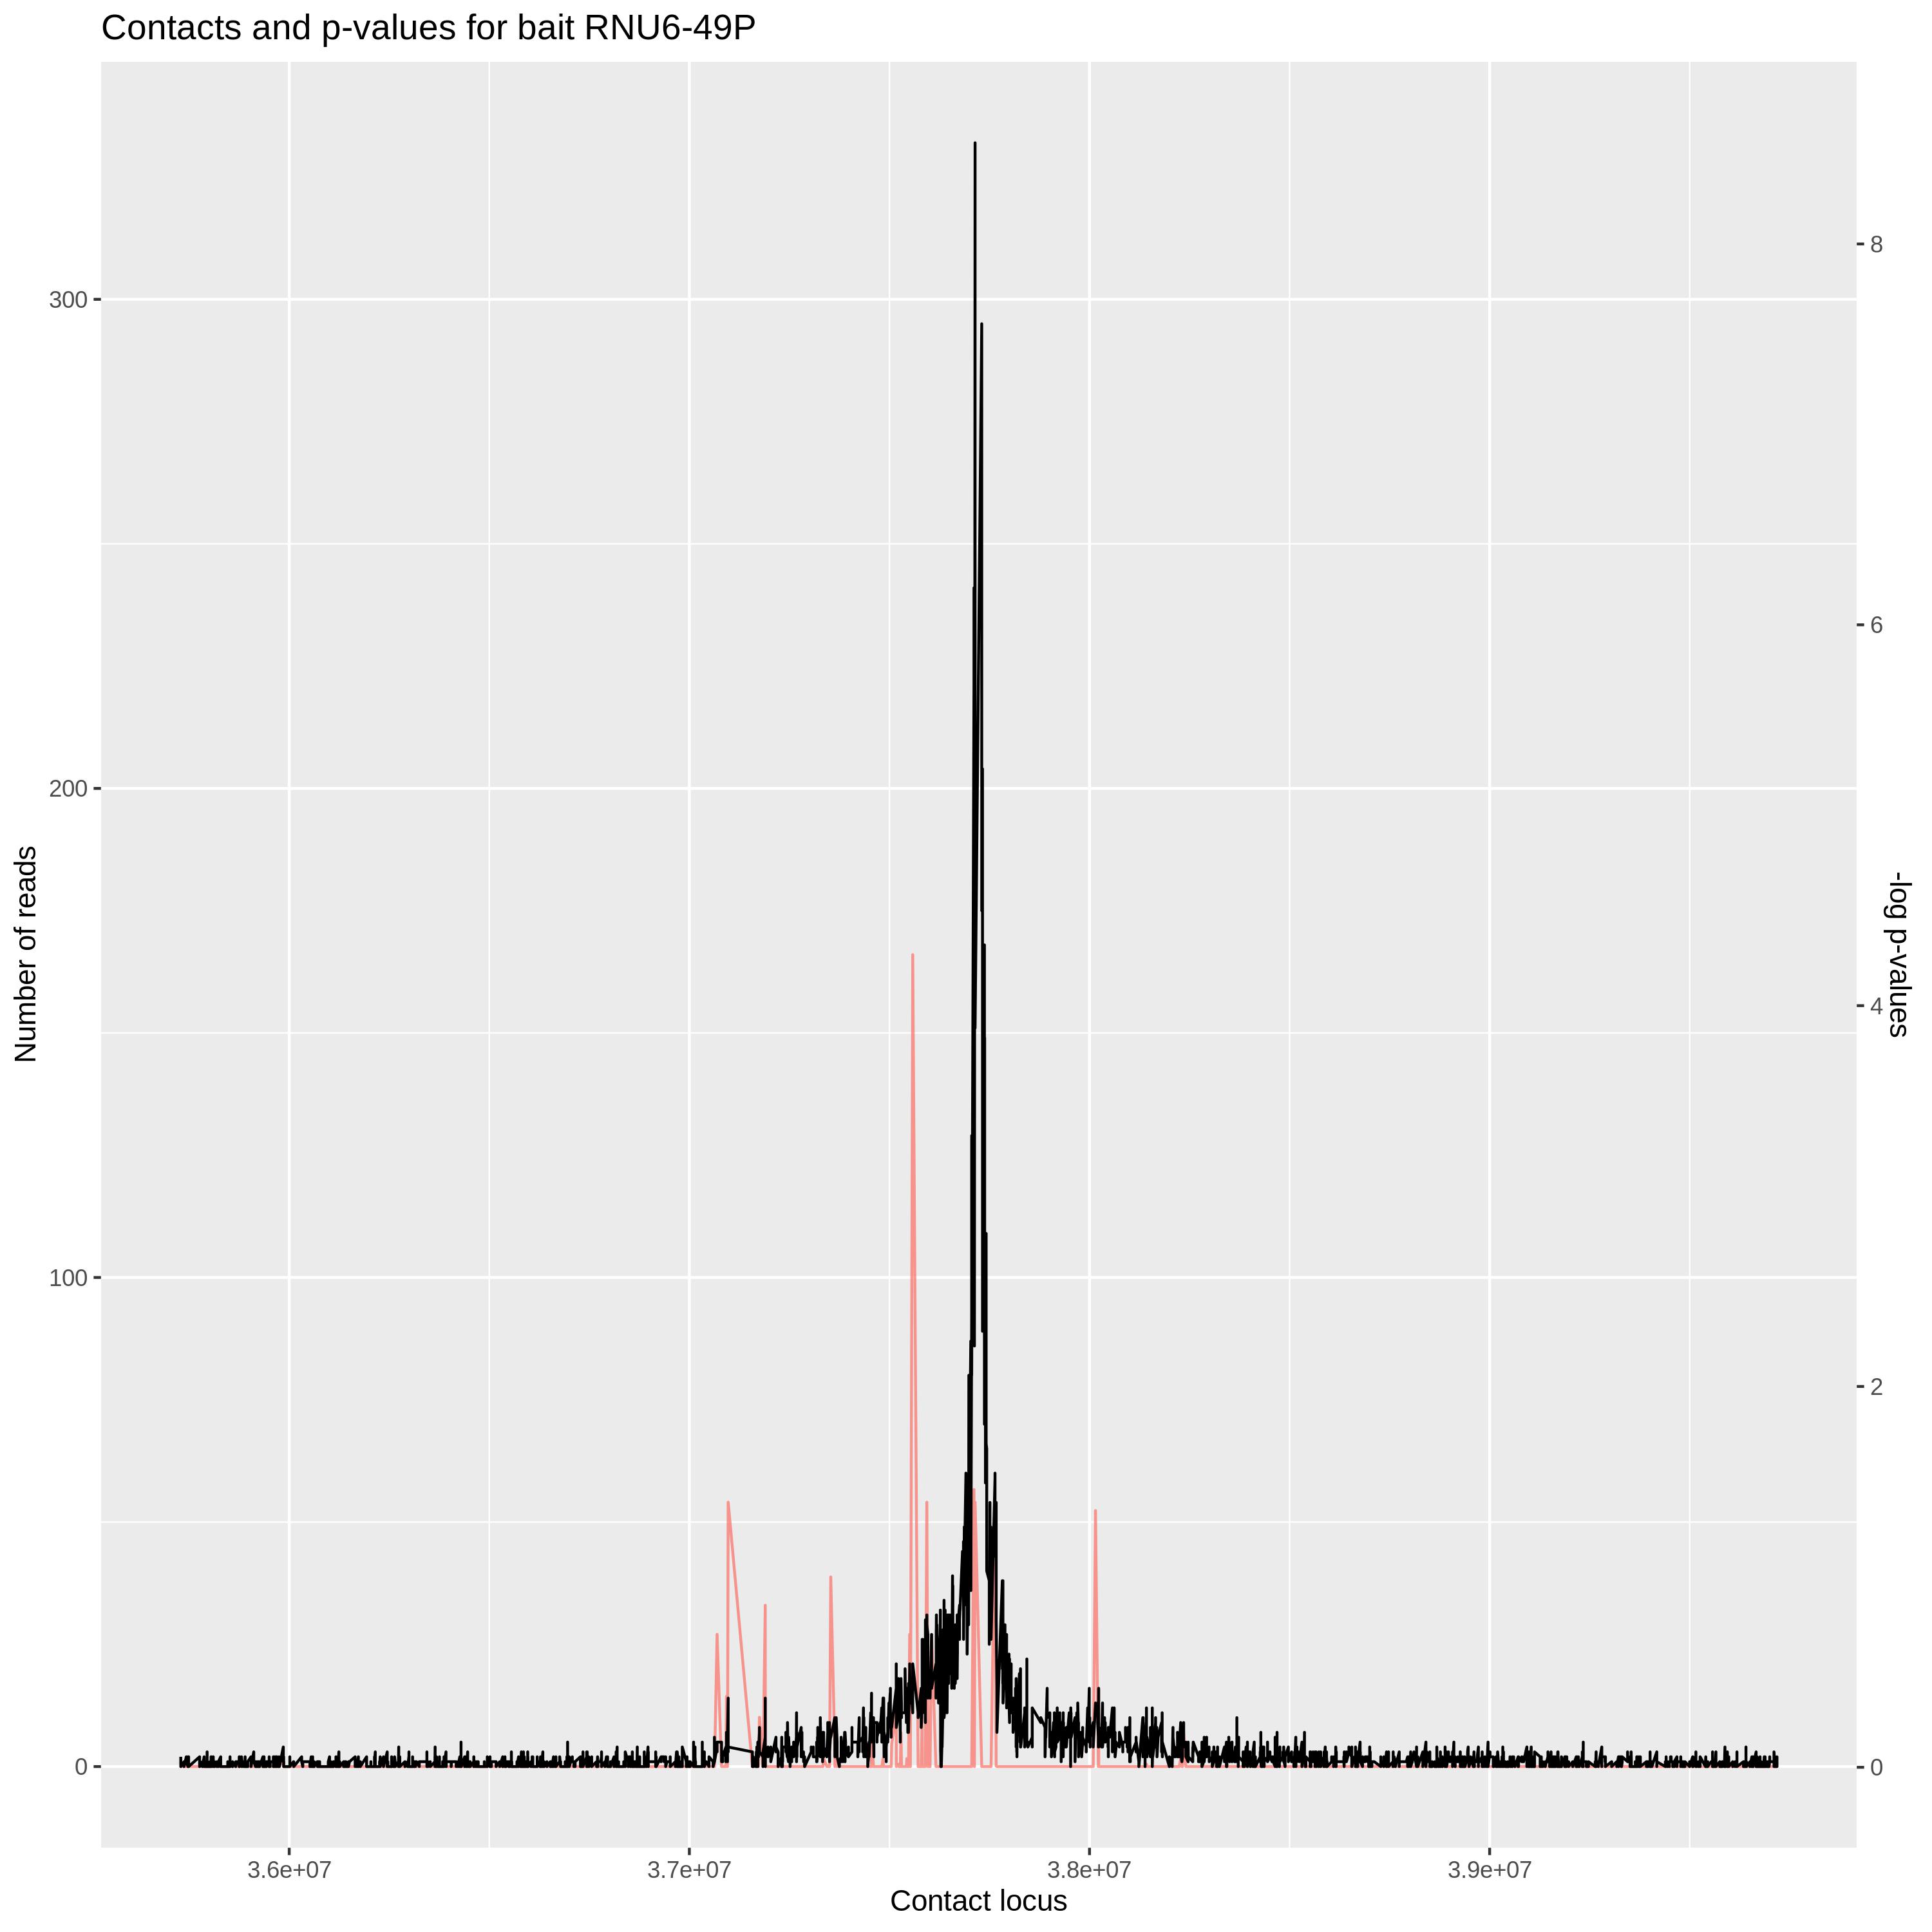 Contacts and p-values for bait RNU6-49P
300
200
100
0
Number of reads
8
6
4
2
0
-log p-values
3.6e+07
3.7e+07
3.8e+07
3.9e+07
Contact locus